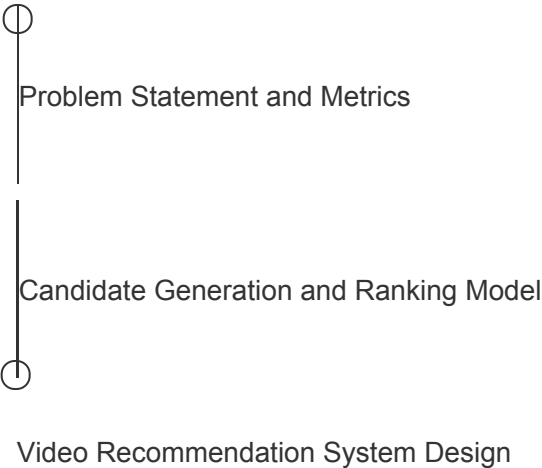 Problem Statement and Metrics
Candidate Generation and Ranking Model
Video Recommendation System Design